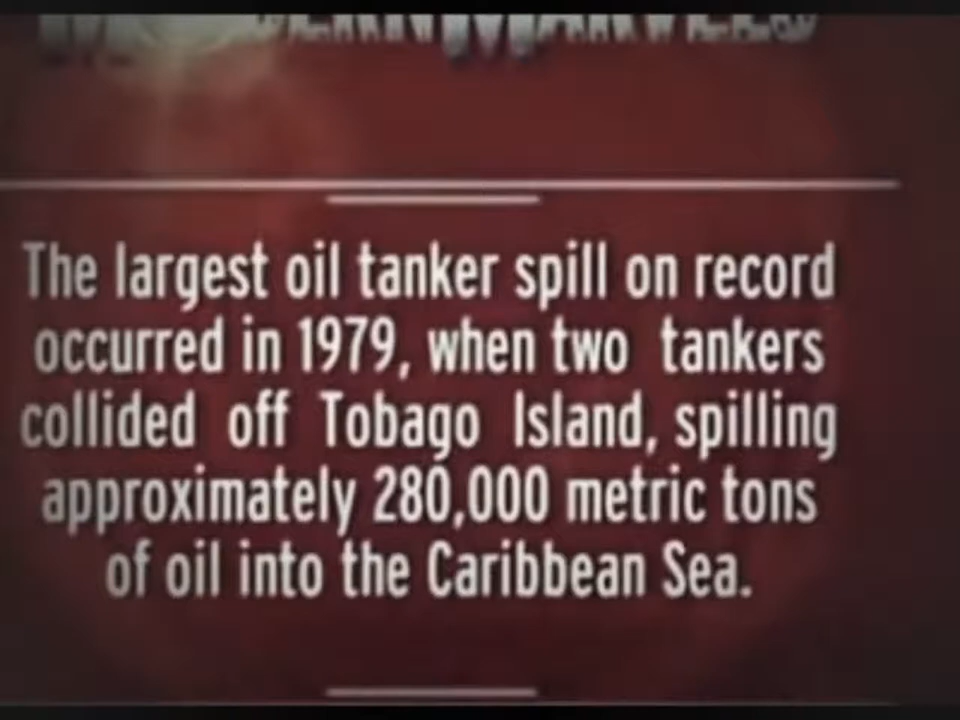 The largest oil tanker spill on record
occurred in 1979, when two tankers
collided off Tobago Island, spilling
approximately 280,000 metric tons
of oil into the Caribbean Sea.